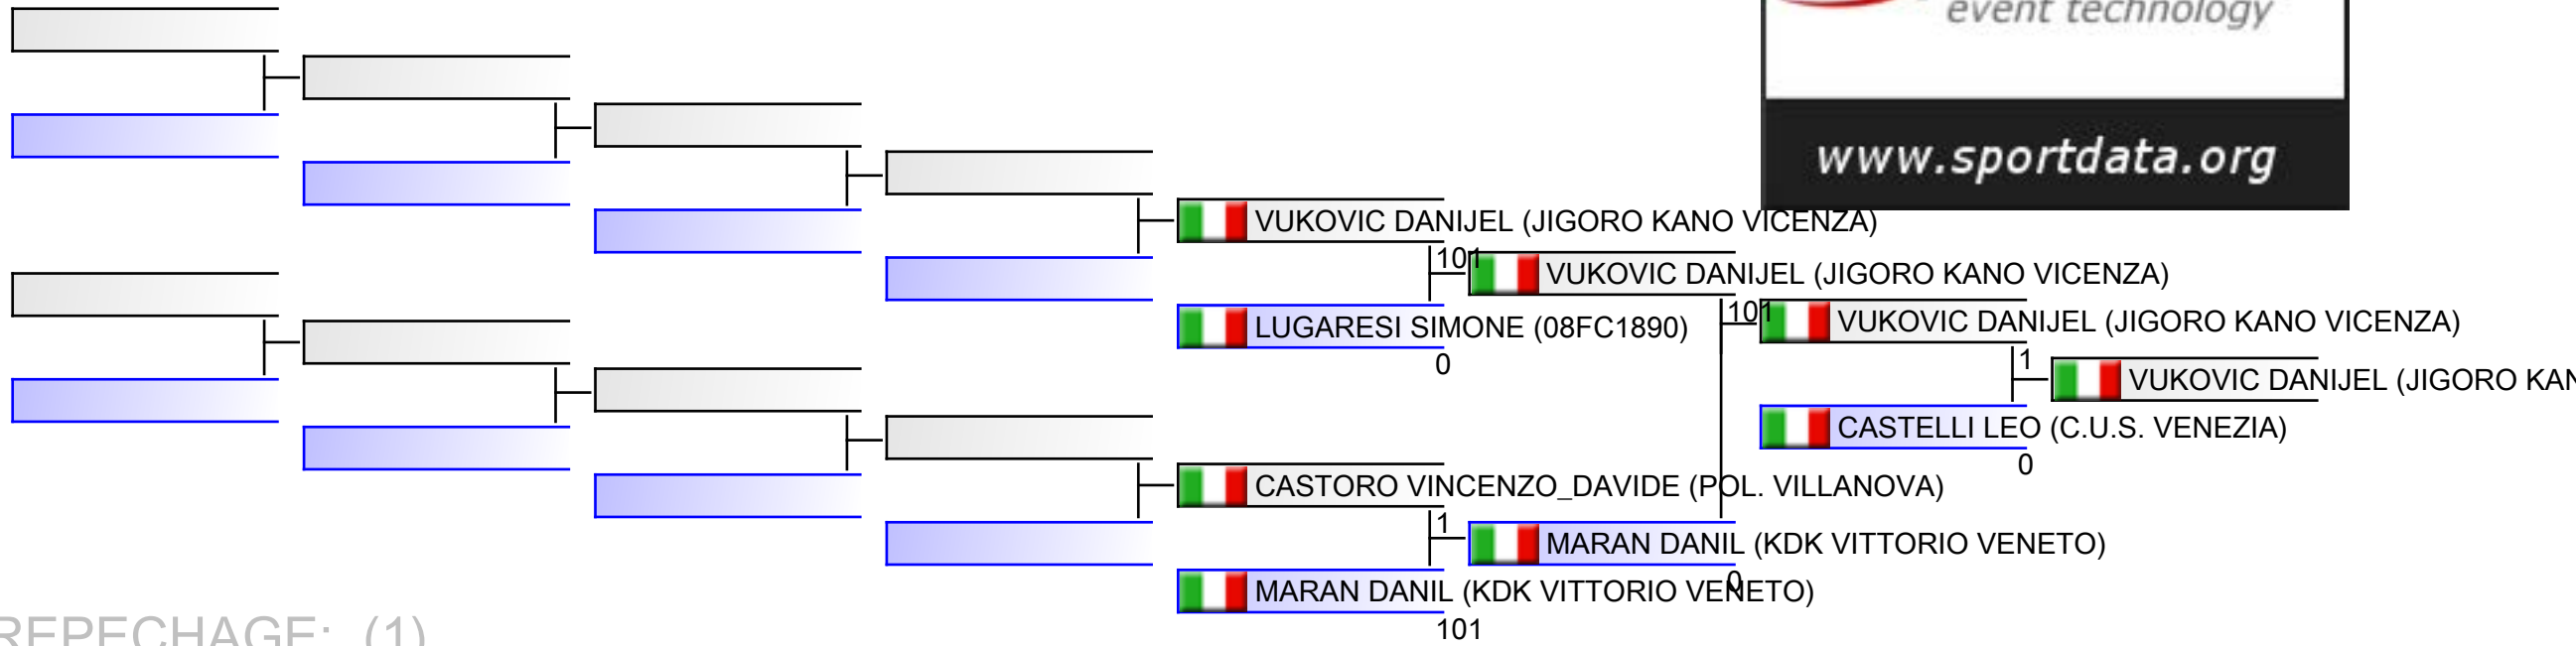 event technology
www.sportdata.org
VUKOVIC DANIJEL (JIGORO KANO VICENZA)
101
VUKOVIC DANIJEL (JIGORO KANO VICENZA)
LUGARESI SIMONE (08FC1890)
0
101
VUKOVIC DANIJEL (JIGORO KANO VICENZA)
1
VUKOVIC DANIJEL (JIGORO KAN
CASTELLI LEO (C.U.S. VENEZIA)
0
CASTORO VINCENZO_DAVIDE (POL. VILLANOVA)
1
MARAN DANIL (KDK VITTORIO VENETO)
0
MARAN DANIL (KDK VITTORIO VENETO)
101
REPECHAGE: (1)